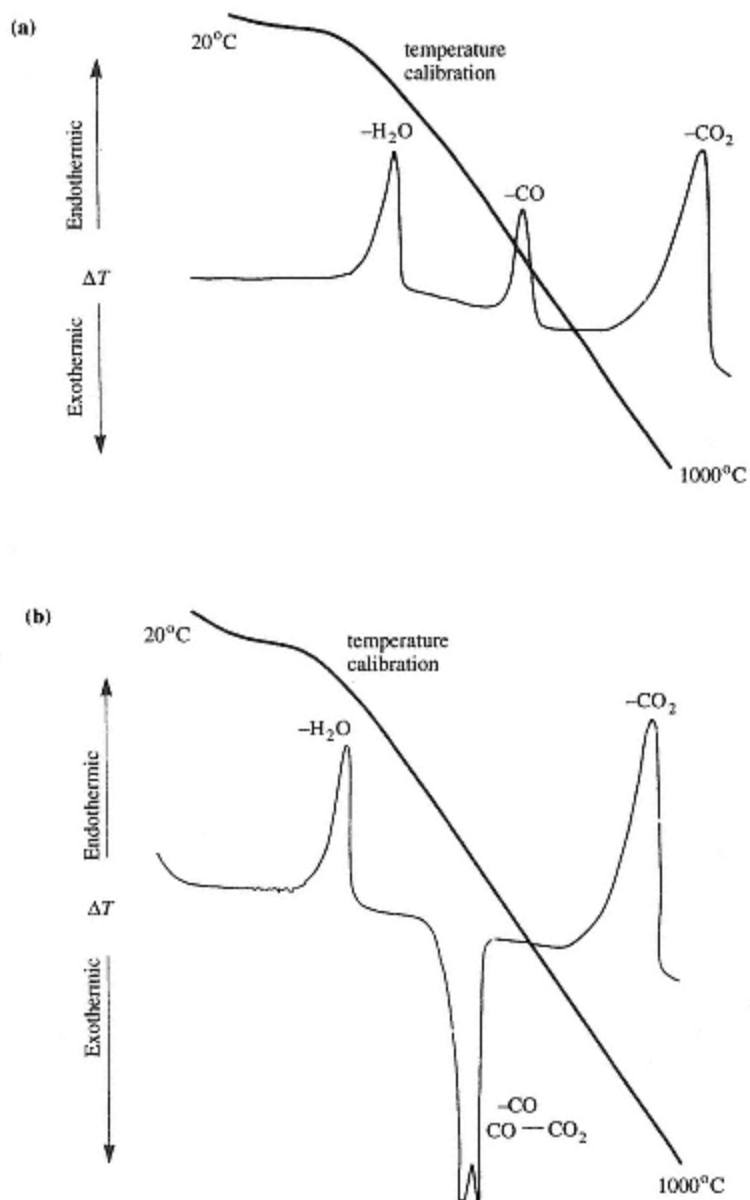 (a)
20°C
temperature
calibration
–H₂O
–CO₂
–CO
Endothermic
ΔT
Exothermic
1000°C
(b)
20°C
temperature
calibration
–CO₂
–H₂O
Endothermic
ΔT
Exothermic
–CO
CO — CO₂
1000°C